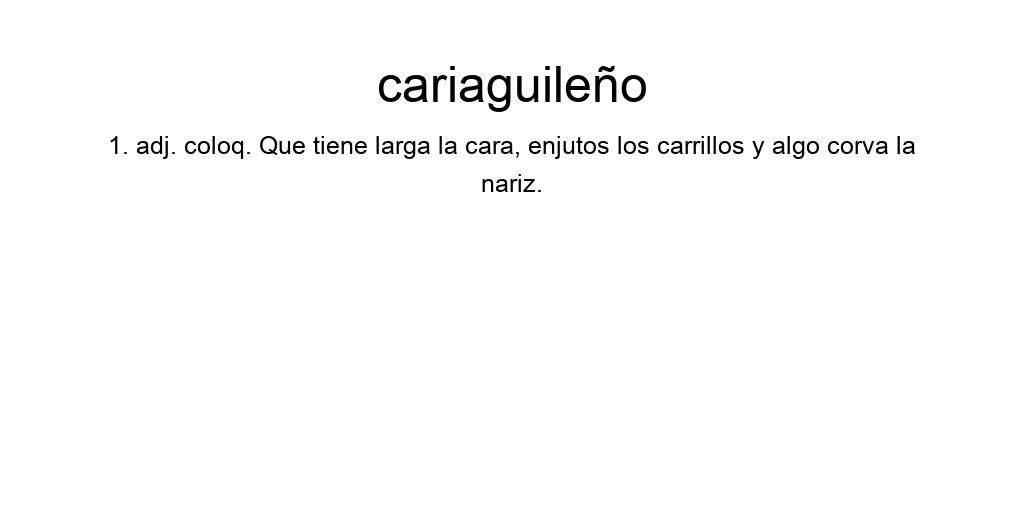 cariaguileño
1. adj. coloq. Que tiene larga la cara, enjutos los carrillos y algo corva la
nariz.